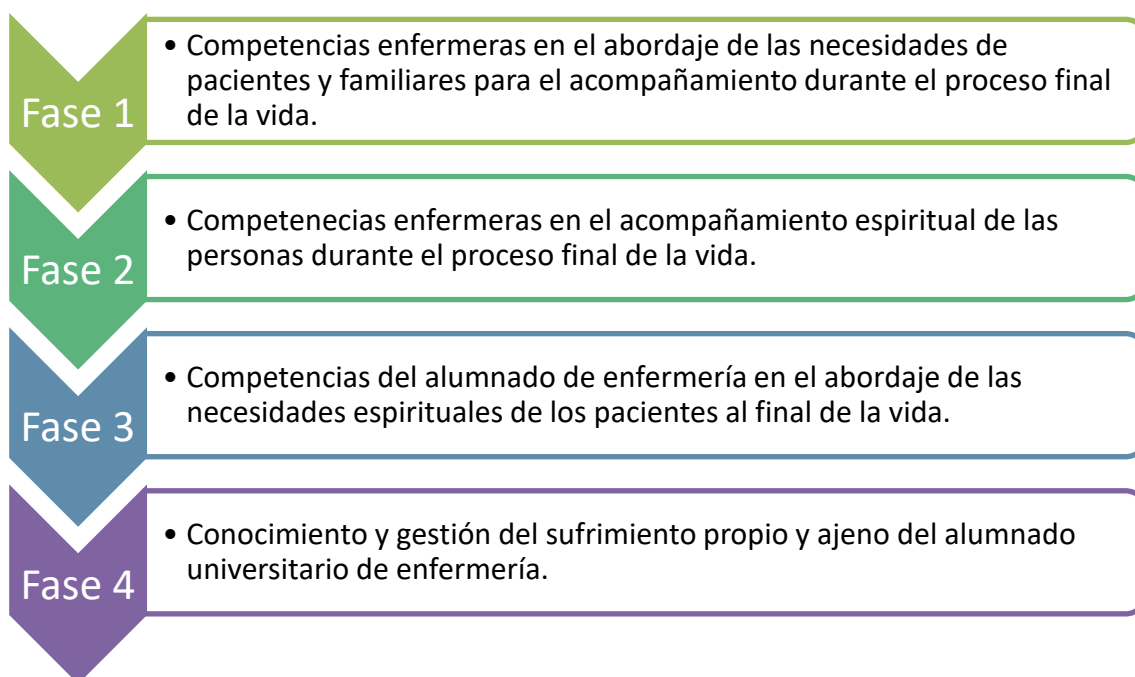 Fase 1
• Competencias enfermeras en el abordaje de las necesidades de
pacientes y familiares para el acompañamiento durante el proceso final
de la vida.
Fase 2
• Competenecias enfermeras en el acompañamiento espiritual de las
personas durante el proceso final de la vida.
Fase 3
• Competencias del alumnado de enfermería en el abordaje de las
necesidades espirituales de los pacientes al final de la vida.
Fase 4
• Conocimiento y gestión del sufrimiento propio y ajeno del alumnado
universitario de enfermería.